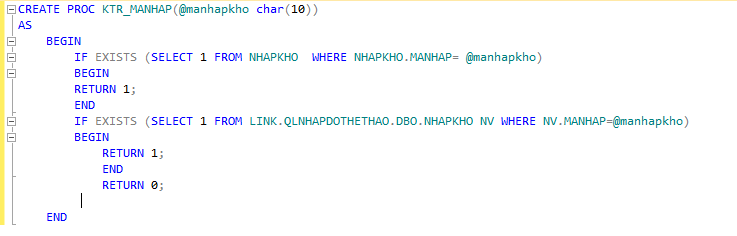 CREATE PROC KTR_MANHAP(@manhapkho char(10))
AS
BEGIN
IF EXISTS (SELECT 1 FROM NHAPKHO  WHERE NHAPKHO.MANHAP= @manhapkho)
BEGIN
RETURN 1;
END
IF EXISTS (SELECT 1 FROM LINK.QLNHAPDOTHETHAO.DBO.NHAPKHO NV WHERE NV.MANHAP=@manhapkho)
BEGIN
RETURN 1;
END
RETURN 0;
END